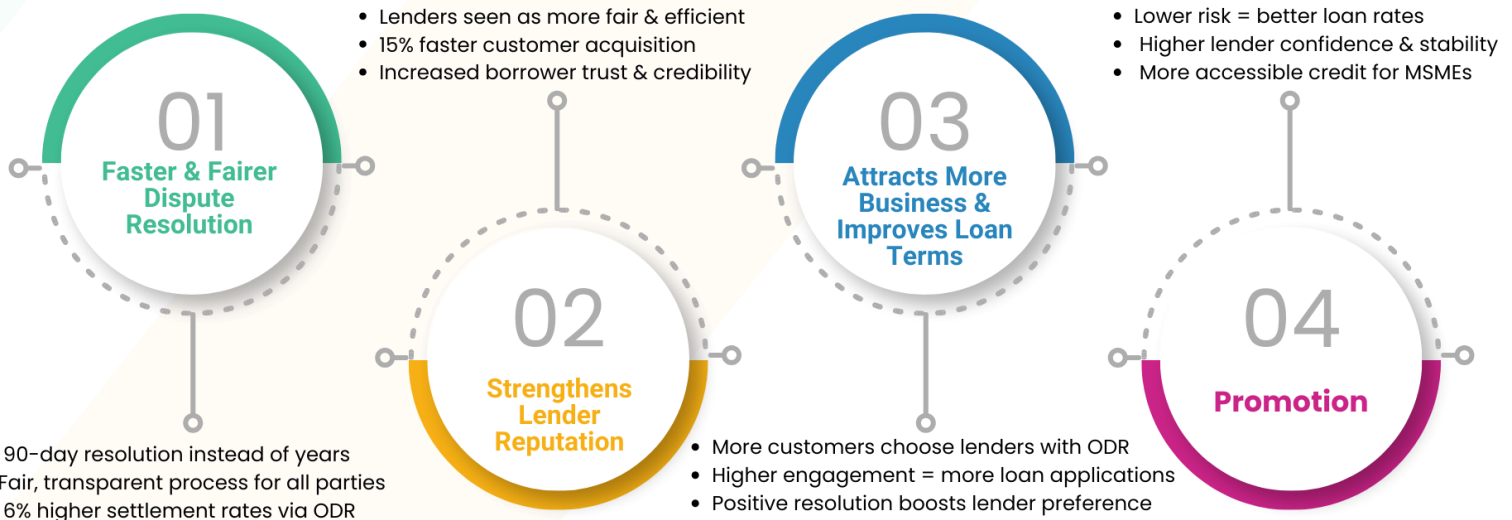 01
Faster & Fairer
Dispute
Resolution
90-day resolution instead of years
Fair, transparent process for all parties
6% higher settlement rates via ODR
• Lenders seen as more fair & efficient
• 15% faster customer acquisition
• Increased borrower trust & credibility
02
Strengthens
Lender
Reputation
03
Attracts More
Business &
Improves Loan
Terms
• More customers choose lenders with ODR
• Higher engagement = more loan applications
• Positive resolution boosts lender preference
• Lower risk = better loan rates
• Higher lender confidence & stability
• More accessible credit for MSMEs
04
Promotion